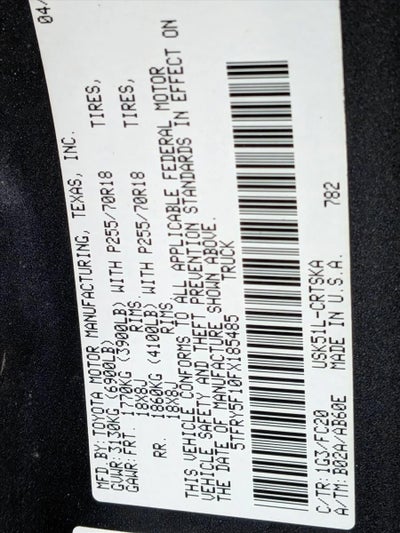 04/
MFD.BY:TOYOTA MOTOR MANUFACTURING, TEXAS, INC.
GVWR:3130KG (6900LB)
GAWR:FRT. 1770KG (3900LB) WITH P255/70R18 TIRES,
18X8J RIMS,
RR. 1860KG (4100LB) WITH P255/70R18 TIRES,
18X8J RIMS,
THIS VEHICLE CONFORMS TO ALL APPLICABLE FEDERAL MOTOR
VEHICLE SAFETY AND THEFT PREVENTION STANDARDS IN EFFECT ON
THE DATE OF MANUFACTURE SHOWN ABOVE.
5TFRY5F10FX185485 TRUCK
C/TR: 1G3/FC20 USK51L-CRTSKA
A/TM: B02A/AB60E MADE IN U.S.A. 782